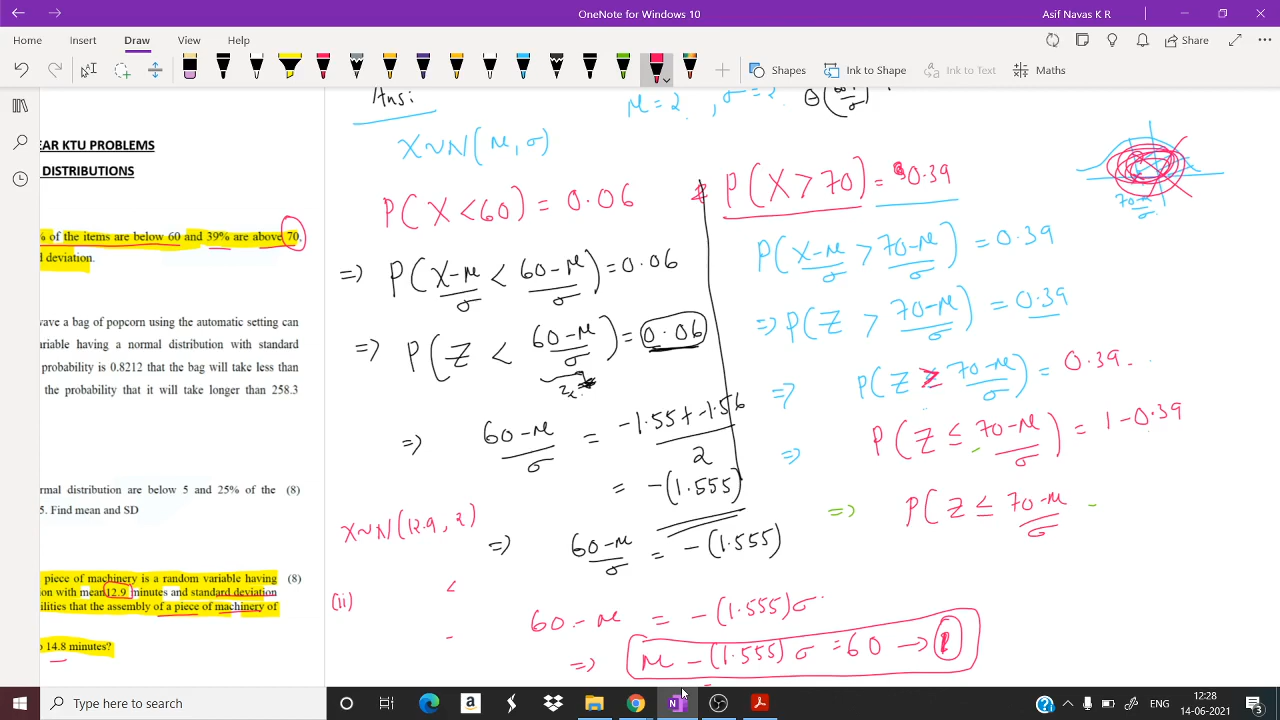 OneNote for Windows 10
Asif Navas K R
Home Insert Draw View Help
Share
Shapes Ink to Shape Ink to Text Maths
EAR KTU PROBLEMS
DISTRIBUTIONS
% of the items are below 60 and 39% are above 70,
d deviation.
wave a bag of popcorn using the automatic setting can
riable having a normal distribution with standard
probability is 0.8212 that the bag will take less than
the probability that it will take longer than 258.3
rmal distribution are below 5 and 25% of the (8)
5. Find mean and SD
piece of machinery is a random variable having (8)
on with mean 12.9 minutes and standard deviation
ilities that the assembly of a piece of machinery of
14.8 minutes?
Ans:
μ = 2, σ = 2
X~N(μ, σ)
P(X<60) = 0.06
=> P(X-μ/σ < 60-μ/σ) = 0.06
=> P(Z < 60-μ/σ) = 0.06
=> 60-μ/σ = -1.55+-1.56/2
= -(1.555)
=> 60-μ/σ = -(1.555)
60-μ = -(1.555)σ
=> μ-(1.555)σ = 60 → 1
X~N(12.9, 2)
(ii)
<
-
P(X > 70) = 0.39
P(X-μ/σ > 70-μ/σ) = 0.39
=> P(Z > 70-μ/σ) = 0.39
=> P(Z > 70-μ/σ) = 0.39
=> P(Z ≤ 70-μ/σ) = 1-0.39
=> P(Z ≤ 70-μ/σ -
70-μ/σ
12:28
14-06-2021